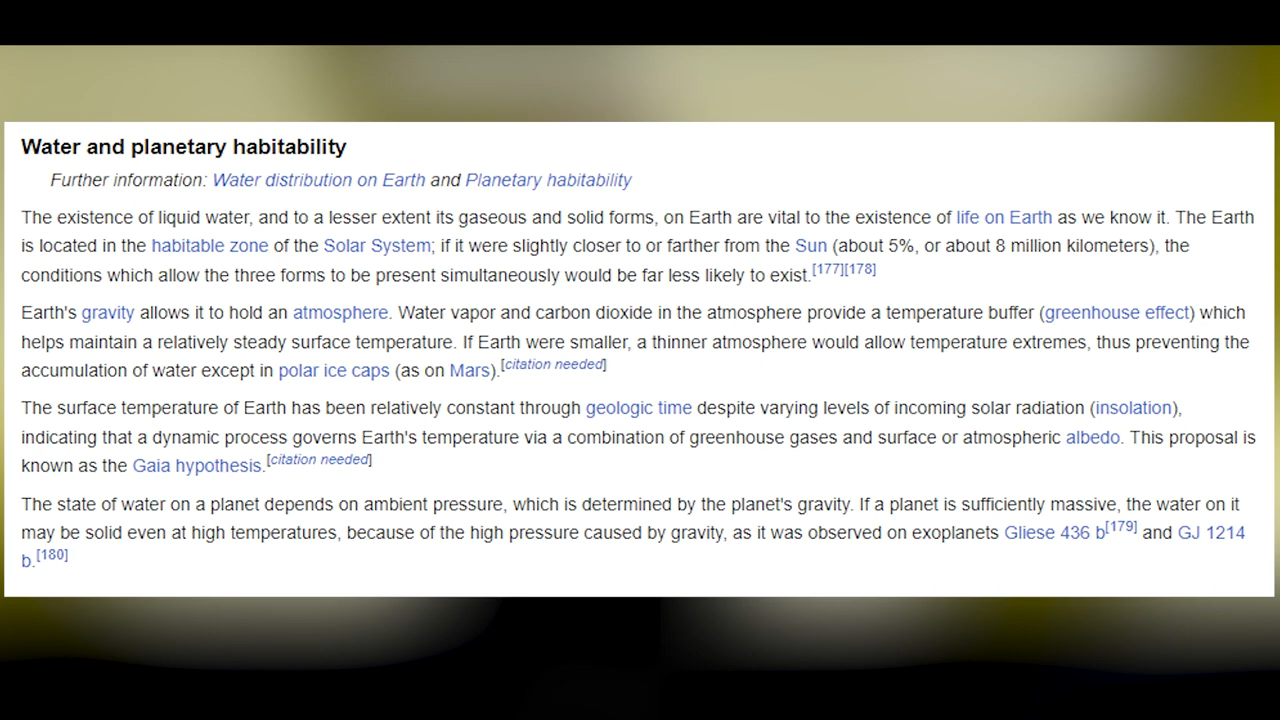 Water and planetary habitability
Further information: Water distribution on Earth and Planetary habitability
The existence of liquid water, and to a lesser extent its gaseous and solid forms, on Earth are vital to the existence of life on Earth as we know it. The Earth
is located in the habitable zone of the Solar System; if it were slightly closer to or farther from the Sun (about 5%, or about 8 million kilometers), the
conditions which allow the three forms to be present simultaneously would be far less likely to exist.[177][178]
Earth's gravity allows it to hold an atmosphere. Water vapor and carbon dioxide in the atmosphere provide a temperature buffer (greenhouse effect) which
helps maintain a relatively steady surface temperature. If Earth were smaller, a thinner atmosphere would allow temperature extremes, thus preventing the
accumulation of water except in polar ice caps (as on Mars).[citation needed]
The surface temperature of Earth has been relatively constant through geologic time despite varying levels of incoming solar radiation (insolation),
indicating that a dynamic process governs Earth's temperature via a combination of greenhouse gases and surface or atmospheric albedo. This proposal is
known as the Gaia hypothesis.[citation needed]
The state of water on a planet depends on ambient pressure, which is determined by the planet's gravity. If a planet is sufficiently massive, the water on it
may be solid even at high temperatures, because of the high pressure caused by gravity, as it was observed on exoplanets Gliese 436 b[179] and GJ 1214
b.[180]